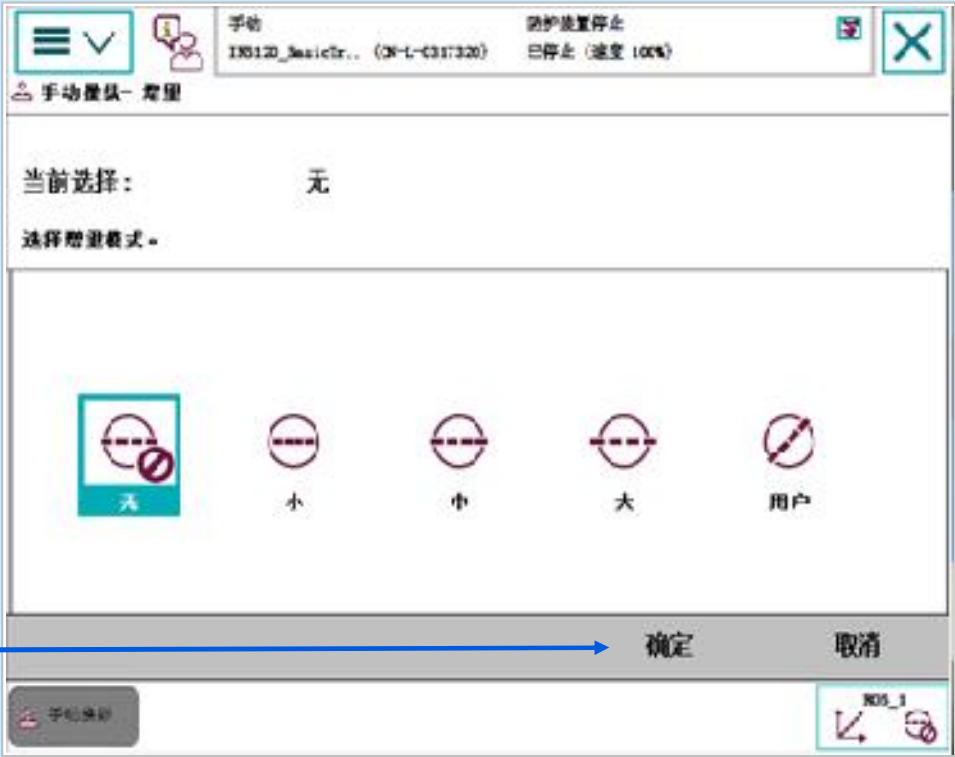 手动
防护装置停止
已停止 (速度 100%)
手动操纵- 增量
当前选择: 无
选择增量模式。
无 小 中 大 用户
确定 取消
手动操纵
ROB_1